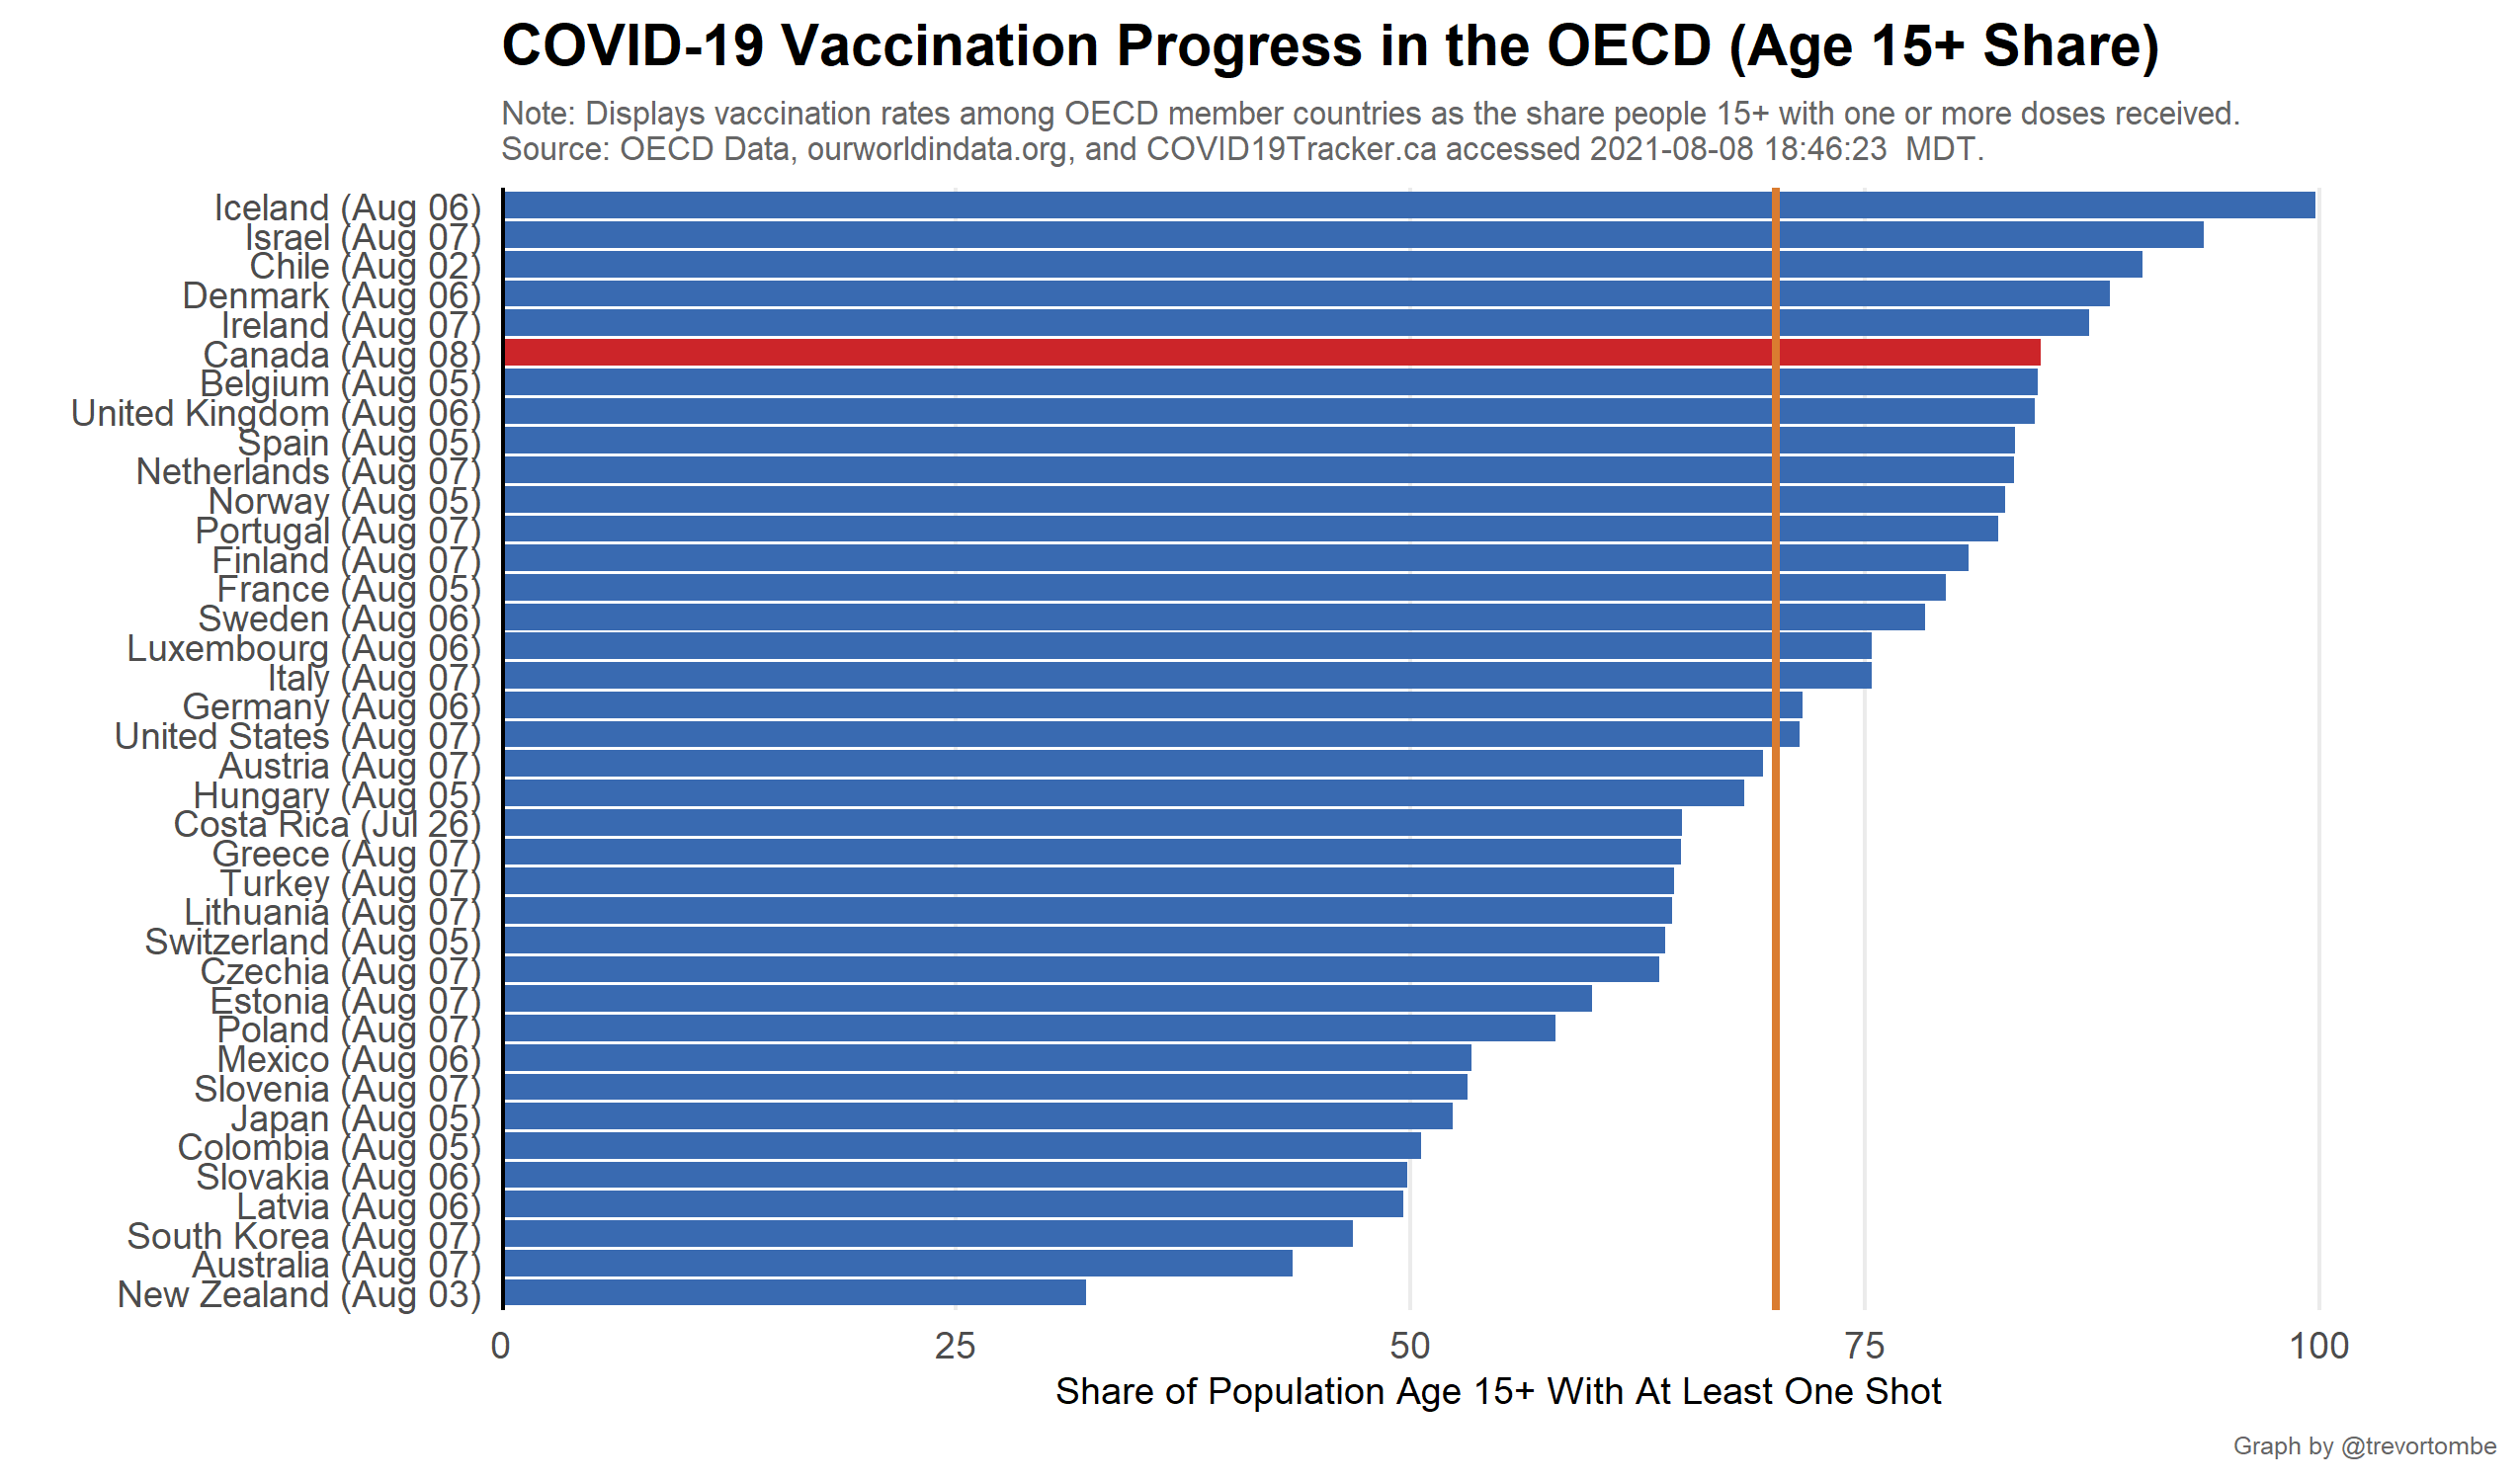 COVID-19 Vaccination Progress in the OECD (Age 15+ Share)
Note: Displays vaccination rates among OECD member countries as the share people 15+ with one or more doses received.
Source: OECD Data, ourworldindata.org, and COVID19Tracker.ca accessed 2021-08-08 18:46:23  MDT.
Iceland (Aug 06)
Israel (Aug 07)
Chile (Aug 02)
Denmark (Aug 06)
Ireland (Aug 07)
Canada (Aug 08)
Belgium (Aug 05)
United Kingdom (Aug 06)
Spain (Aug 05)
Netherlands (Aug 07)
Norway (Aug 05)
Portugal (Aug 07)
Finland (Aug 07)
France (Aug 05)
Sweden (Aug 06)
Luxembourg (Aug 06)
Italy (Aug 07)
Germany (Aug 06)
United States (Aug 07)
Austria (Aug 07)
Hungary (Aug 05)
Costa Rica (Jul 26)
Greece (Aug 07)
Turkey (Aug 07)
Lithuania (Aug 07)
Switzerland (Aug 05)
Czechia (Aug 07)
Estonia (Aug 07)
Poland (Aug 07)
Mexico (Aug 06)
Slovenia (Aug 07)
Japan (Aug 05)
Colombia (Aug 05)
Slovakia (Aug 06)
Latvia (Aug 06)
South Korea (Aug 07)
Australia (Aug 07)
New Zealand (Aug 03)
0 25 50 75 100
Share of Population Age 15+ With At Least One Shot
Graph by @trevortombe